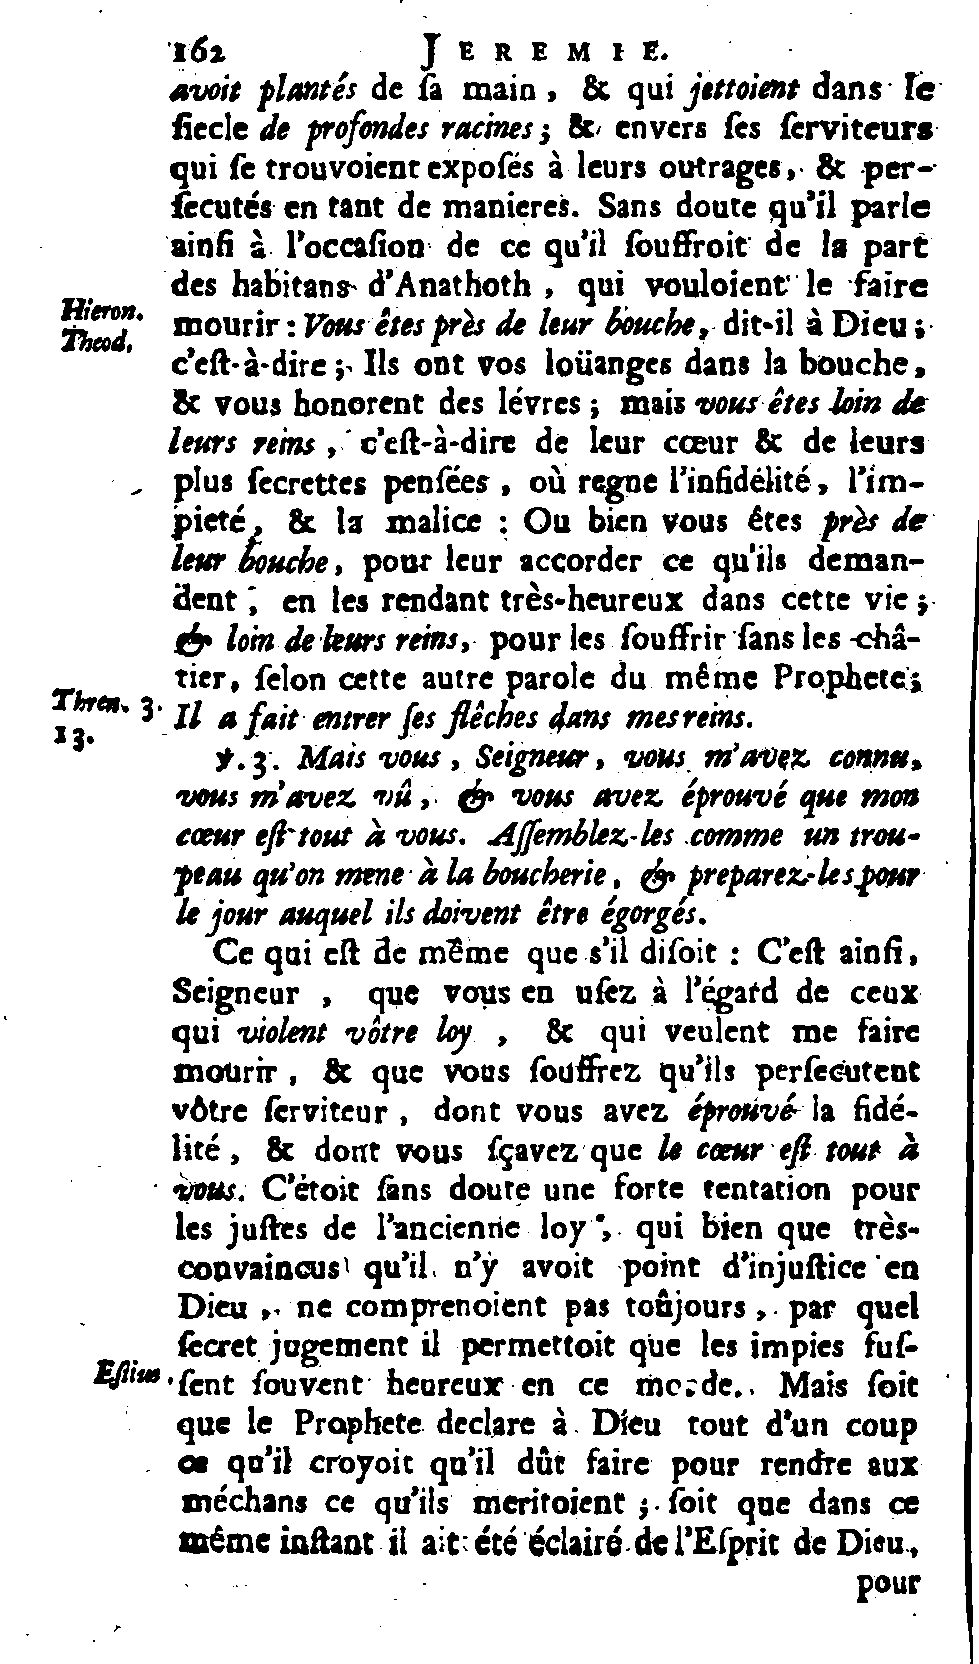 162 JEREMIE.
avoit plantés de ſa main, & qui jettoient dans le
ſiecle de profondes racines; & envers ſes ſerviteurs
qui ſe trouvoient expoſés à leurs outrages, & per-
ſecutés en tant de manieres. Sans doute qu'il parle
ainſi à l'occaſion de ce qu'il ſouffroit de la part
des habitans d'Anathoth, qui vouloient le faire
Hieron.
Theod.
mourir: Vous êtes près de leur bouche, dit-il à Dieu;
c'eſt-à-dire; Ils ont vos loüanges dans la bouche,
& vous honorent des lévres; mais vous êtes loin de
leurs reins, c'eſt-à-dire de leur cœur & de leurs
plus ſecrettes penſées, où regne l'infidélité, l'im-
pieté, & la malice: Ou bien vous êtes près de
leur bouche, pour leur accorder ce qu'ils deman-
dent, en les rendant très-heureux dans cette vie;
& loin de leurs reins, pour les ſouffrir ſans les châ-
tier, ſelon cette autre parole du même Prophete;
Thren. 3.
13.
Il a fait entrer ſes flêches dans mes reins.
℣. 3. Mais vous, Seigneur, vous m'avez connu,
vous m'avez vû, & vous avez éprouvé que mon
cœur eſt tout à vous. Aſſemblez-les comme un trou-
peau qu'on mene à la boucherie, & preparez-les pour
le jour auquel ils doivent être égorgés.
Ce qui eſt de même que s'il diſoit: C'eſt ainſi,
Seigneur, que vous en uſez à l'égard de ceux
qui violent vôtre loy, & qui veulent me faire
mourir, & que vous ſouffrez qu'ils perſecutent
vôtre ſerviteur, dont vous avez éprouvé la fidé-
lité, & dont vous ſçavez que le cœur eſt tout à
vous. C'étoit ſans doute une forte tentation pour
les juſtes de l'ancienne loy, qui bien que très-
convaincus qu'il n'y avoit point d'injuſtice en
Dieu, ne comprenoient pas toûjours, par quel
ſecret jugement il permettoit que les impies fuſ-
Eſtius.
ſent ſouvent heureux en ce monde. Mais ſoit
que le Prophete declare à Dieu tout d'un coup
ce qu'il croyoit qu'il dût faire pour rendre aux
méchans ce qu'ils meritoient; ſoit que dans ce
même inſtant il ait été éclairé de l'Eſprit de Dieu,
pour